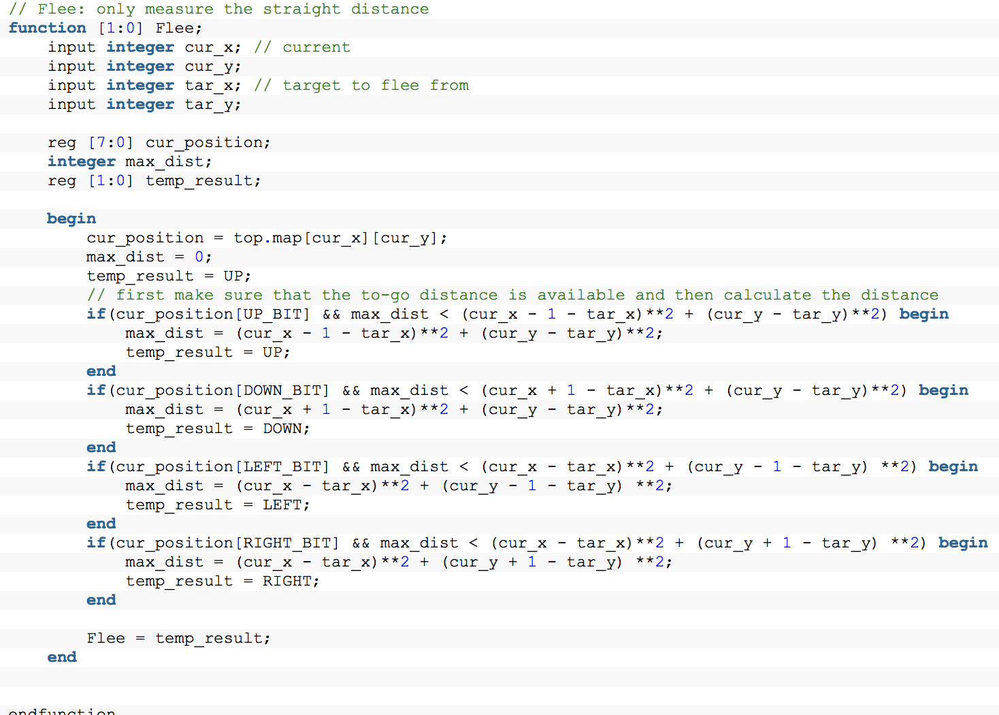 // Flee: only measure the straight distance
function [1:0] Flee;
    input integer cur_x; // current
    input integer cur_y;
    input integer tar_x; // target to flee from
    input integer tar_y;

    reg [7:0] cur_position;
    integer max_dist;
    reg [1:0] temp_result;

    begin
        cur_position = top.map[cur_x][cur_y];
        max_dist = 0;
        temp_result = UP;
        // first make sure that the to-go distance is available and then calculate the distance
        if(cur_position[UP_BIT] && max_dist < (cur_x - 1 - tar_x)**2 + (cur_y - tar_y)**2) begin
            max_dist = (cur_x - 1 - tar_x)**2 + (cur_y - tar_y)**2;
            temp_result = UP;
        end
        if(cur_position[DOWN_BIT] && max_dist < (cur_x + 1 - tar_x)**2 + (cur_y - tar_y)**2) begin
            max_dist = (cur_x + 1 - tar_x)**2 + (cur_y - tar_y)**2;
            temp_result = DOWN;
        end
        if(cur_position[LEFT_BIT] && max_dist < (cur_x - tar_x)**2 + (cur_y - 1 - tar_y) **2) begin
            max_dist = (cur_x - tar_x)**2 + (cur_y - 1 - tar_y) **2;
            temp_result = LEFT;
        end
        if(cur_position[RIGHT_BIT] && max_dist < (cur_x - tar_x)**2 + (cur_y + 1 - tar_y) **2) begin
            max_dist = (cur_x - tar_x)**2 + (cur_y + 1 - tar_y) **2;
            temp_result = RIGHT;
        end

        Flee = temp_result;
    end


endfunction